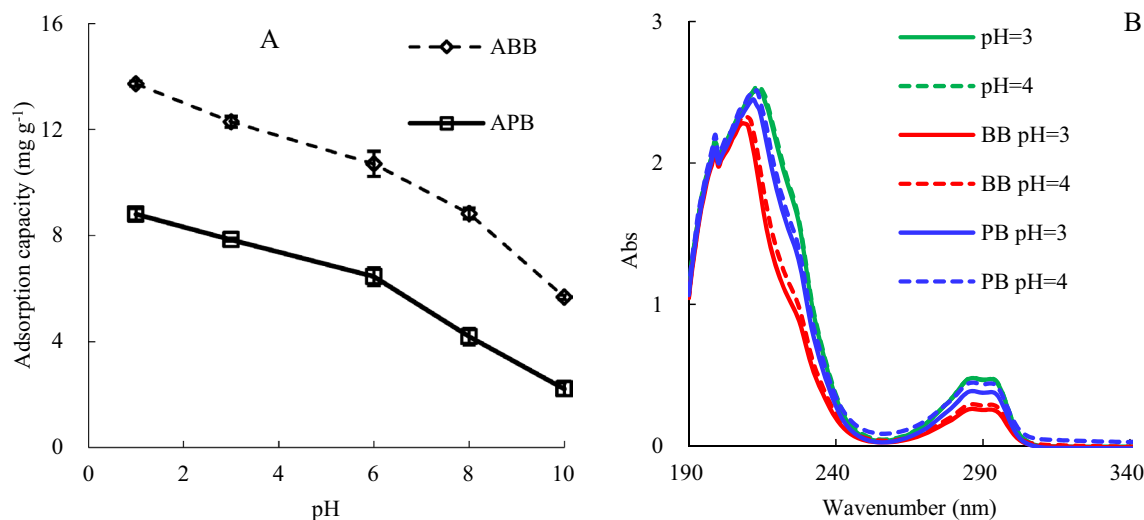 A
ABB
APB
Adsorption capacity (mg g⁻¹)
16
12
8
4
0
0 2 4 6 8 10
pH
B
pH=3
pH=4
BB pH=3
BB pH=4
PB pH=3
PB pH=4
Abs
3
2
1
0
190 240 290 340
Wavenumber (nm)